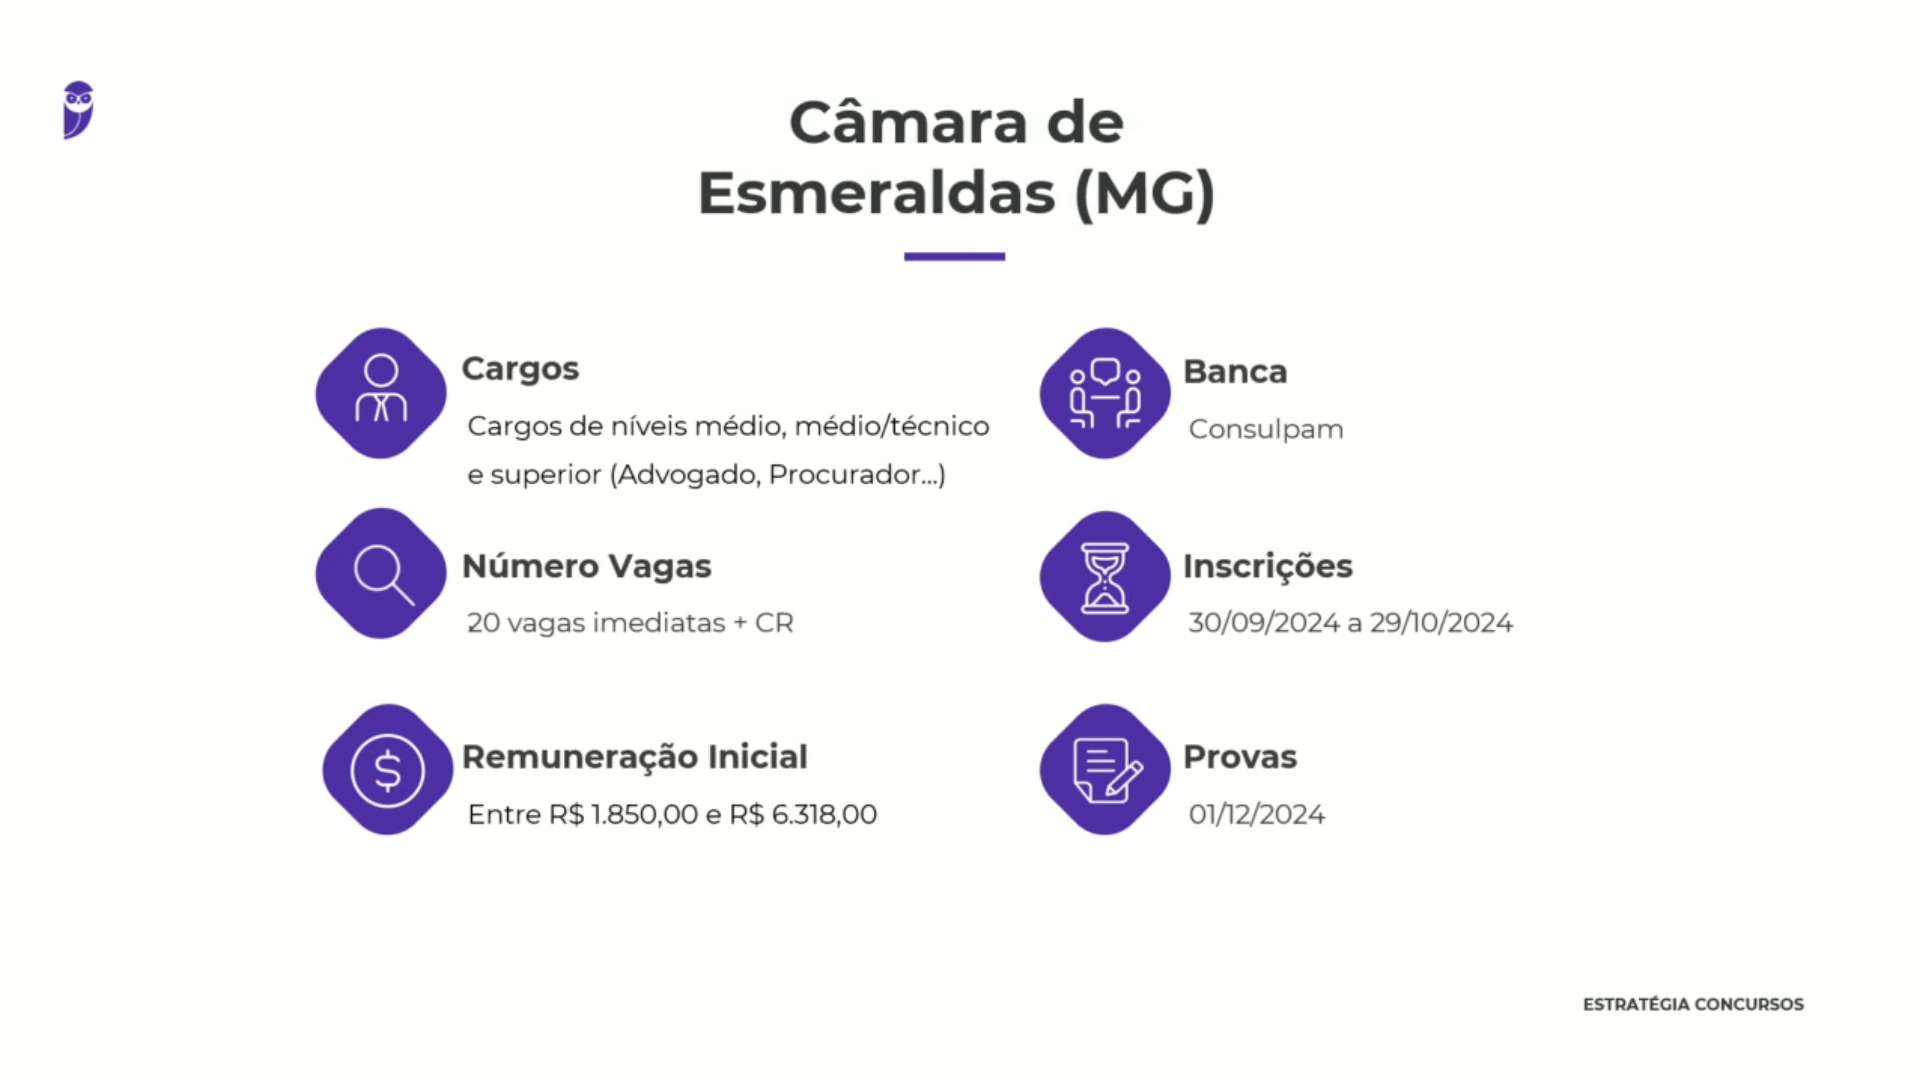 Câmara de
Esmeraldas (MG)
Cargos
Cargos de níveis médio, médio/técnico
e superior (Advogado, Procurador...)
Banca
Consulpam
Número Vagas
20 vagas imediatas + CR
Inscrições
30/09/2024 a 29/10/2024
Remuneração Inicial
Entre R$ 1.850,00 e R$ 6.318,00
Provas
01/12/2024
ESTRATÉGIA CONCURSOS